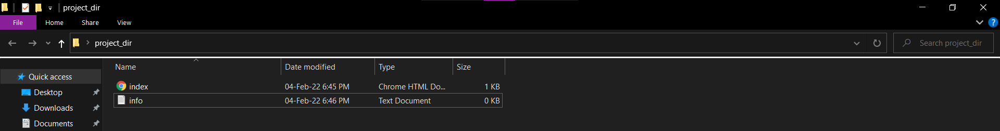 project_dir
File Home Share View
project_dir Search project_dir
Name Date modified Type Size
Quick access
index 04-Feb-22 6:45 PM Chrome HTML Do... 1 KB
Desktop
info 04-Feb-22 6:46 PM Text Document 0 KB
Downloads
Documents